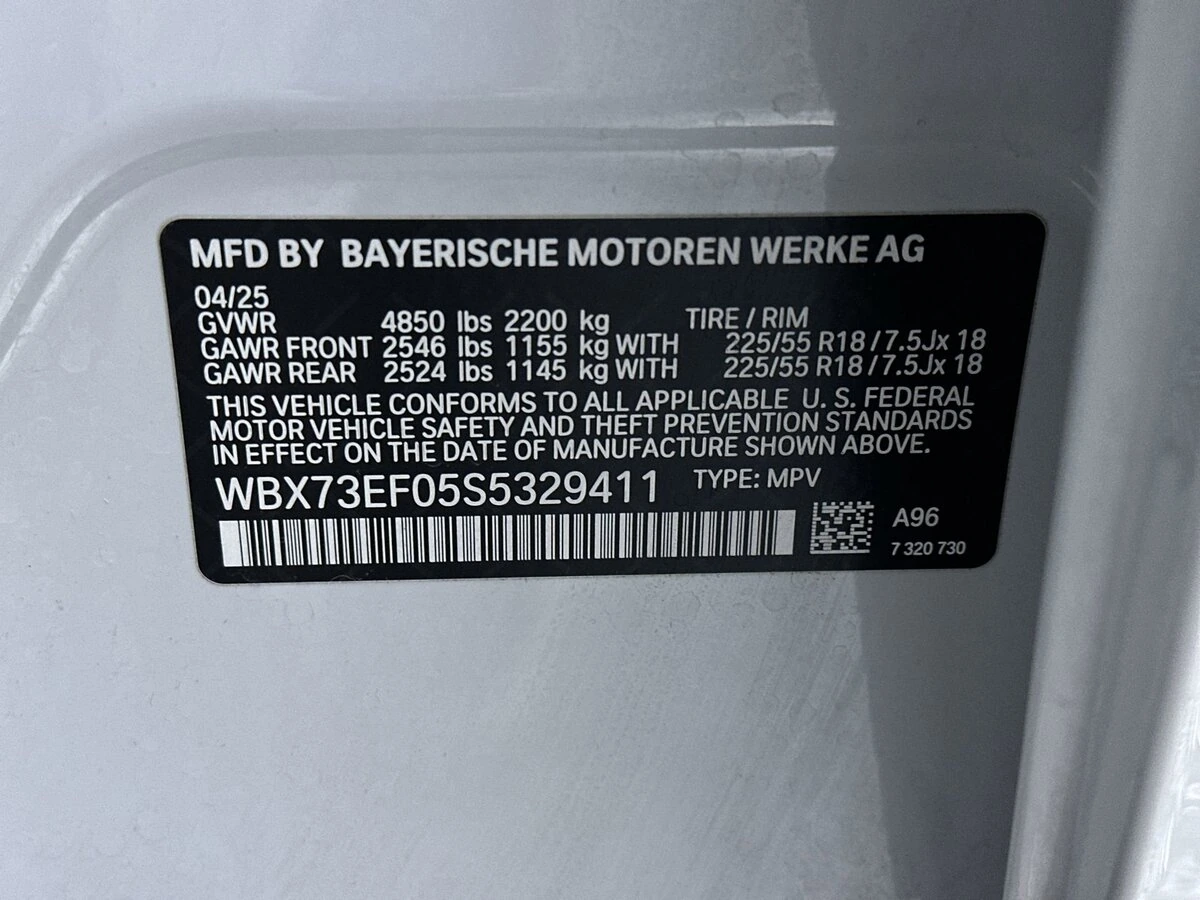 MFD BY BAYERISCHE MOTOREN WERKE AG
04/25
GVWR 4850 lbs 2200 kg TIRE / RIM
GAWR FRONT 2546 lbs 1155 kg WITH 225/55 R18 / 7.5Jx 18
GAWR REAR 2524 lbs 1145 kg WITH 225/55 R18 / 7.5Jx 18
THIS VEHICLE CONFORMS TO ALL APPLICABLE U. S. FEDERAL
MOTOR VEHICLE SAFETY AND THEFT PREVENTION STANDARDS
IN EFFECT ON THE DATE OF MANUFACTURE SHOWN ABOVE.
WBX73EF05S5329411 TYPE: MPV
A96
7 320 730